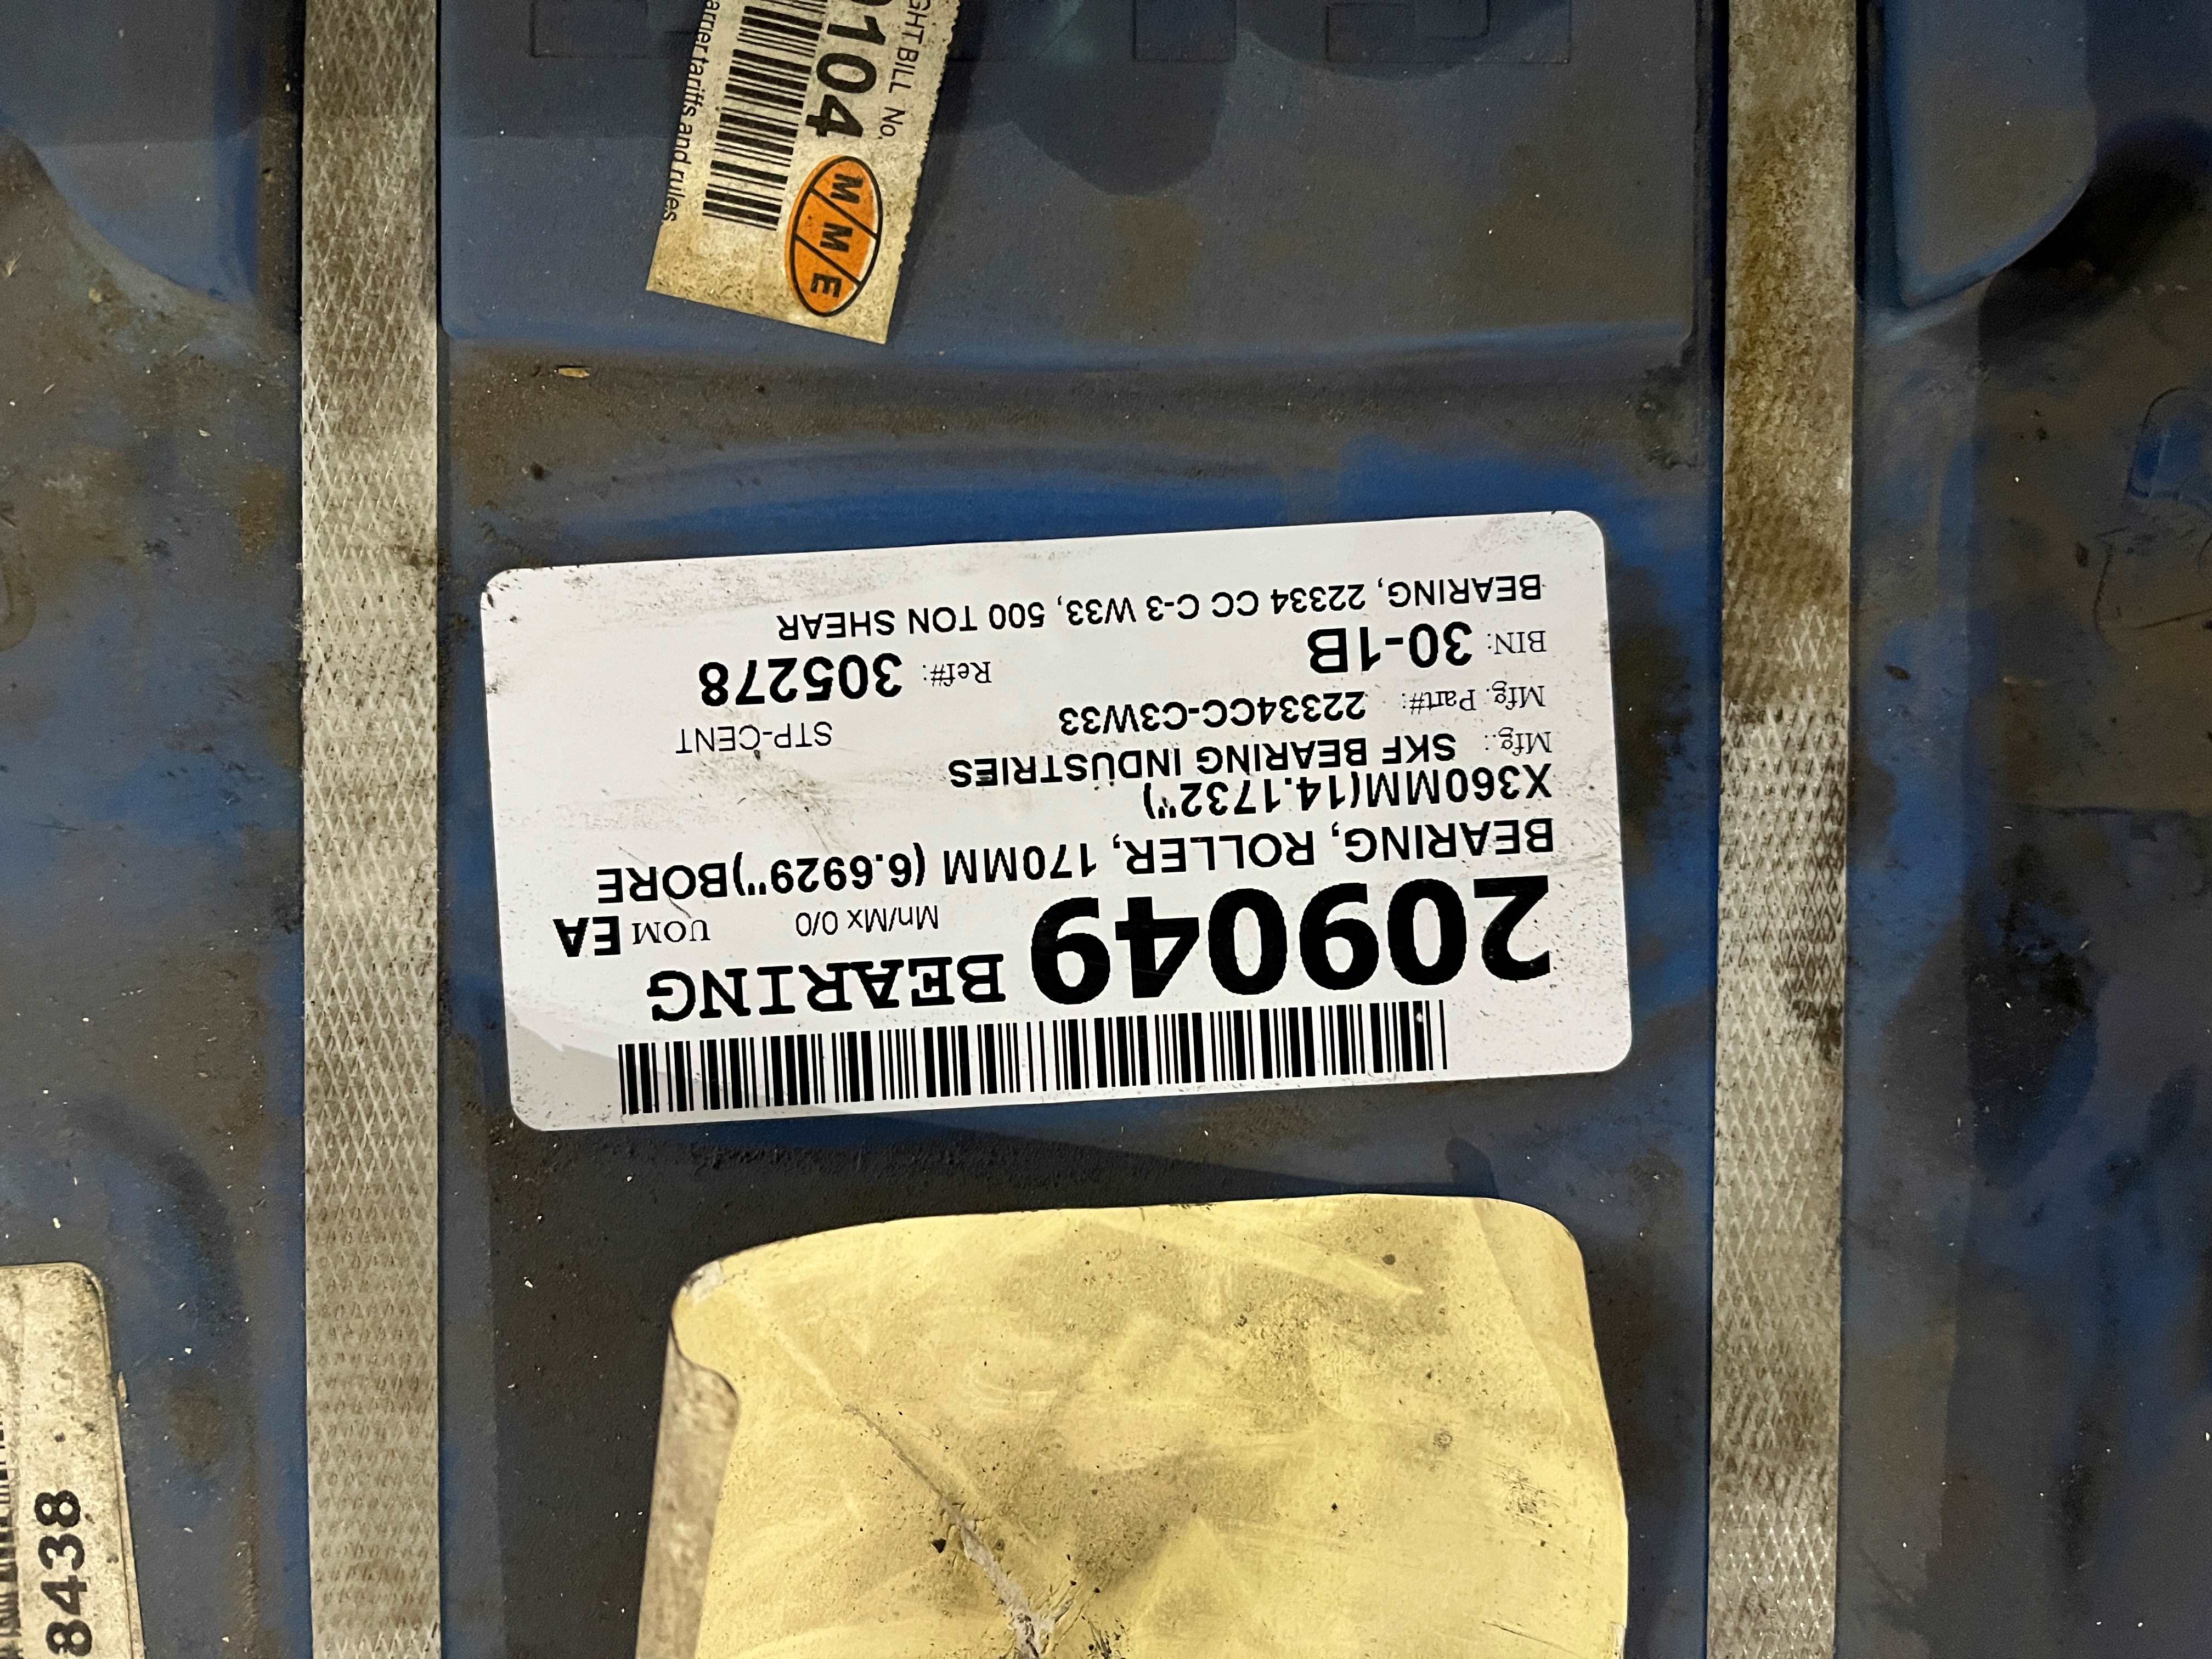 209049 BEARING
Mn/Mx 0/0 UOM EA
BEARING, ROLLER, 170MM (6.6929")BORE
X360MM(14.1732")
Mfg.: SKF BEARING INDUSTRIES
Mfg. Part#: 22334CC-C3W33 STP-CENT
BIN: 30-1B Ref#: 305278
BEARING, 22334 CC C-3 W33, 500 TON SHEAR
BILL No.
104
M/M/E
tariffs and rules
8438